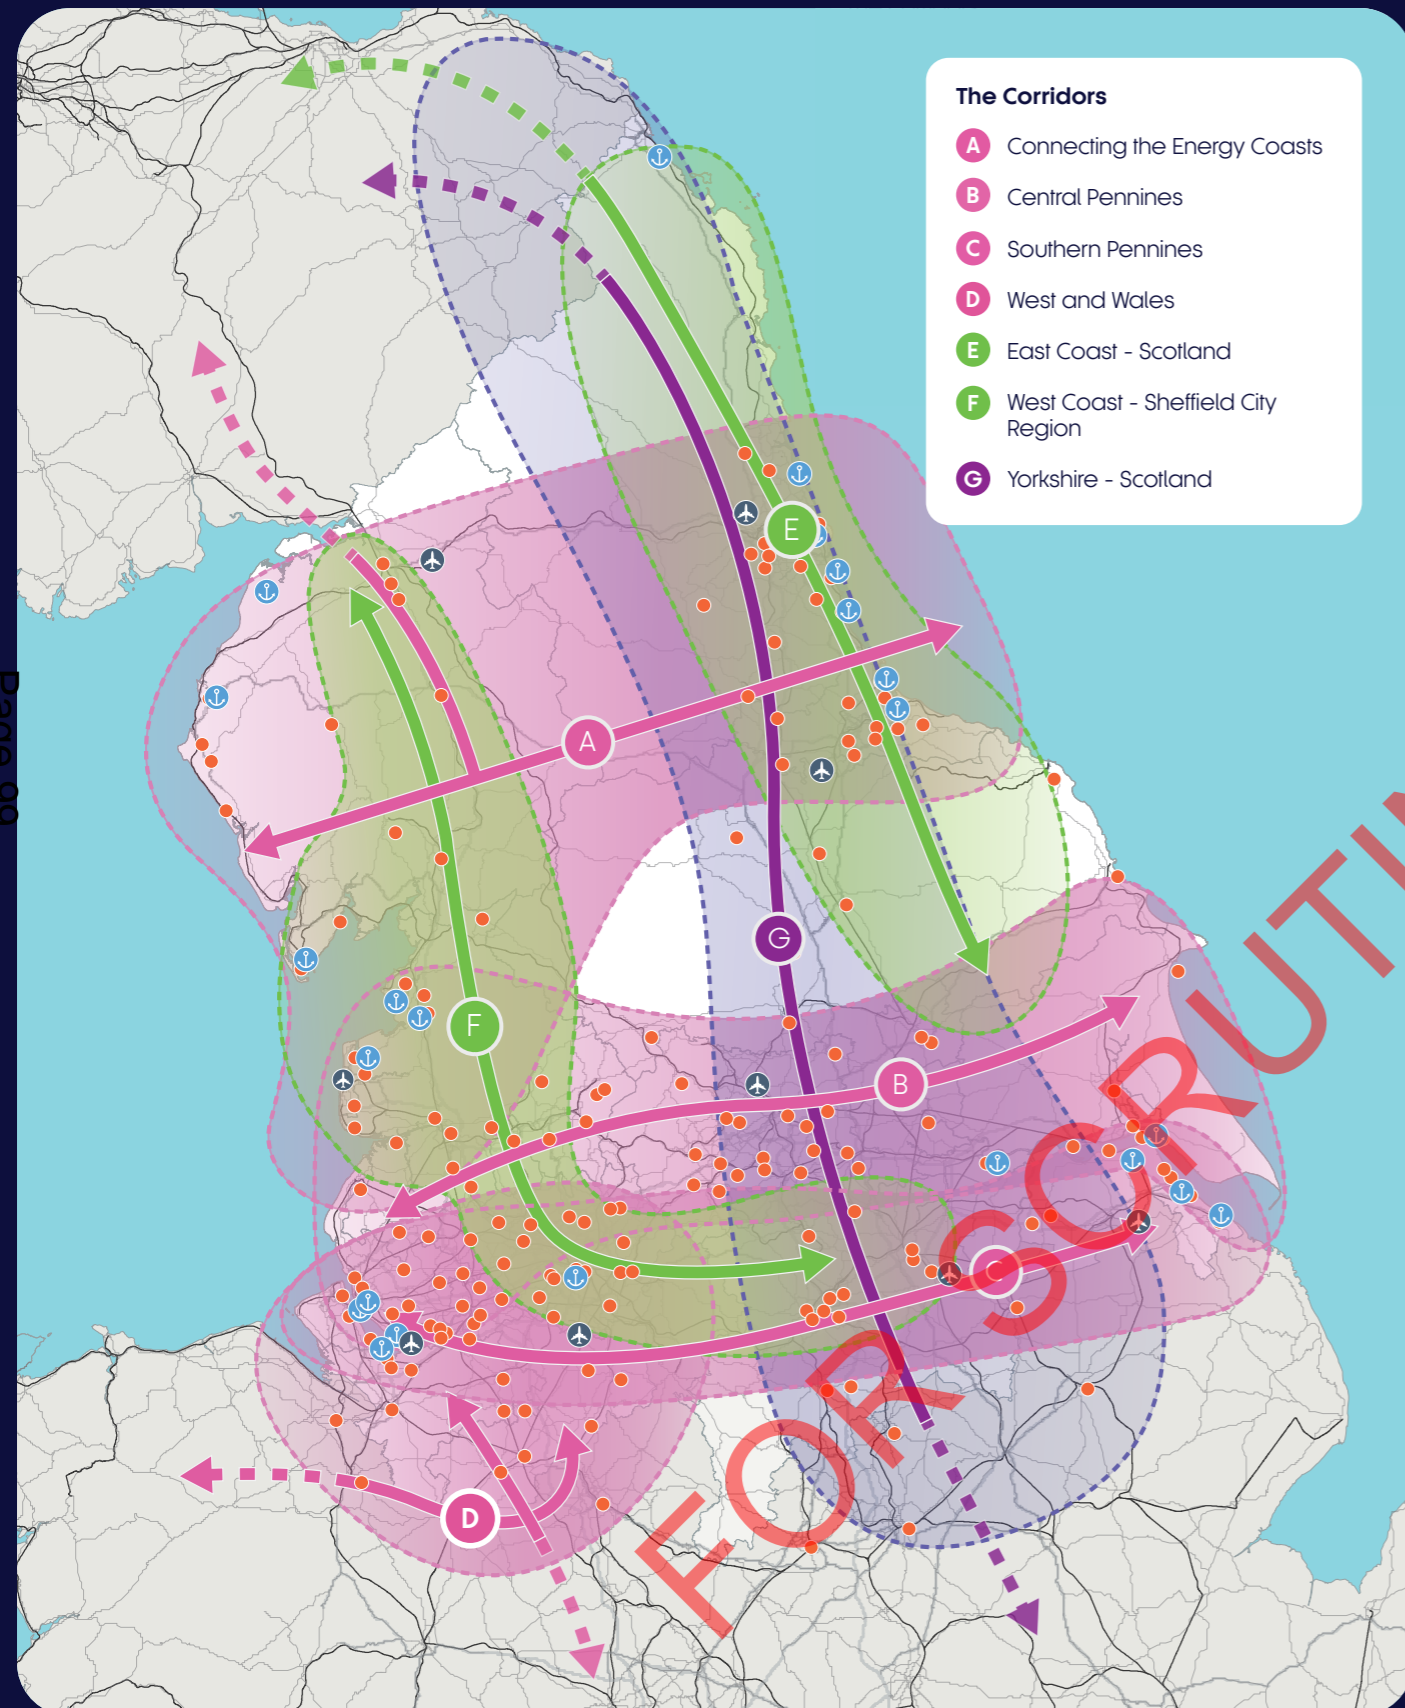 The Corridors
A Connecting the Energy Coasts
B Central Pennines
C Southern Pennines
D West and Wales
E East Coast - Scotland
F West Coast - Sheffield City
Region
G Yorkshire - Scotland
E
A
G
F
B
C
D
FOR SCRUTI